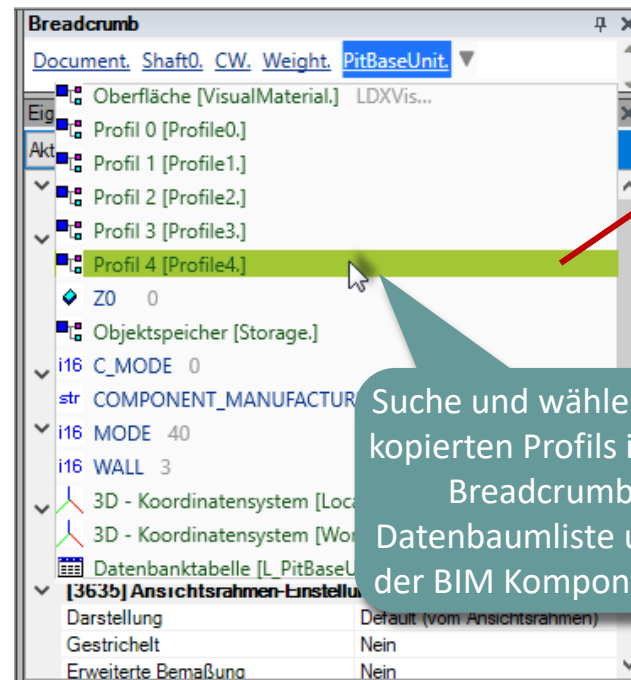 Breadcrumb
Document. Shaft0. CW. Weight. PitBaseUnit.
Eig
Akt
Oberfläche [VisualMaterial.] LDXVis...
Profil 0 [Profile0.]
Profil 1 [Profile1.]
Profil 2 [Profile2.]
Profil 3 [Profile3.]
Profil 4 [Profile4.]
Z0 0
Objektspeicher [Storage.]
i16 C_MODE 0
str COMPONENT_MANUFACTUR
i16 MODE 40
i16 WALL 3
3D - Koordinatensystem [Loca
3D - Koordinatensystem [Wor
Datenbanktabelle [L_PitBaseU
Suche und wähle
kopierten Profils i
Breadcrumb
Datenbaumliste u
der BIM Kompon
[3635] Ansichtsrahmen-Einstellu
Darstellung Default (vom Ansichtsrahmen)
Gestrichelt Nein
Erweiterte Bemaßung Nein